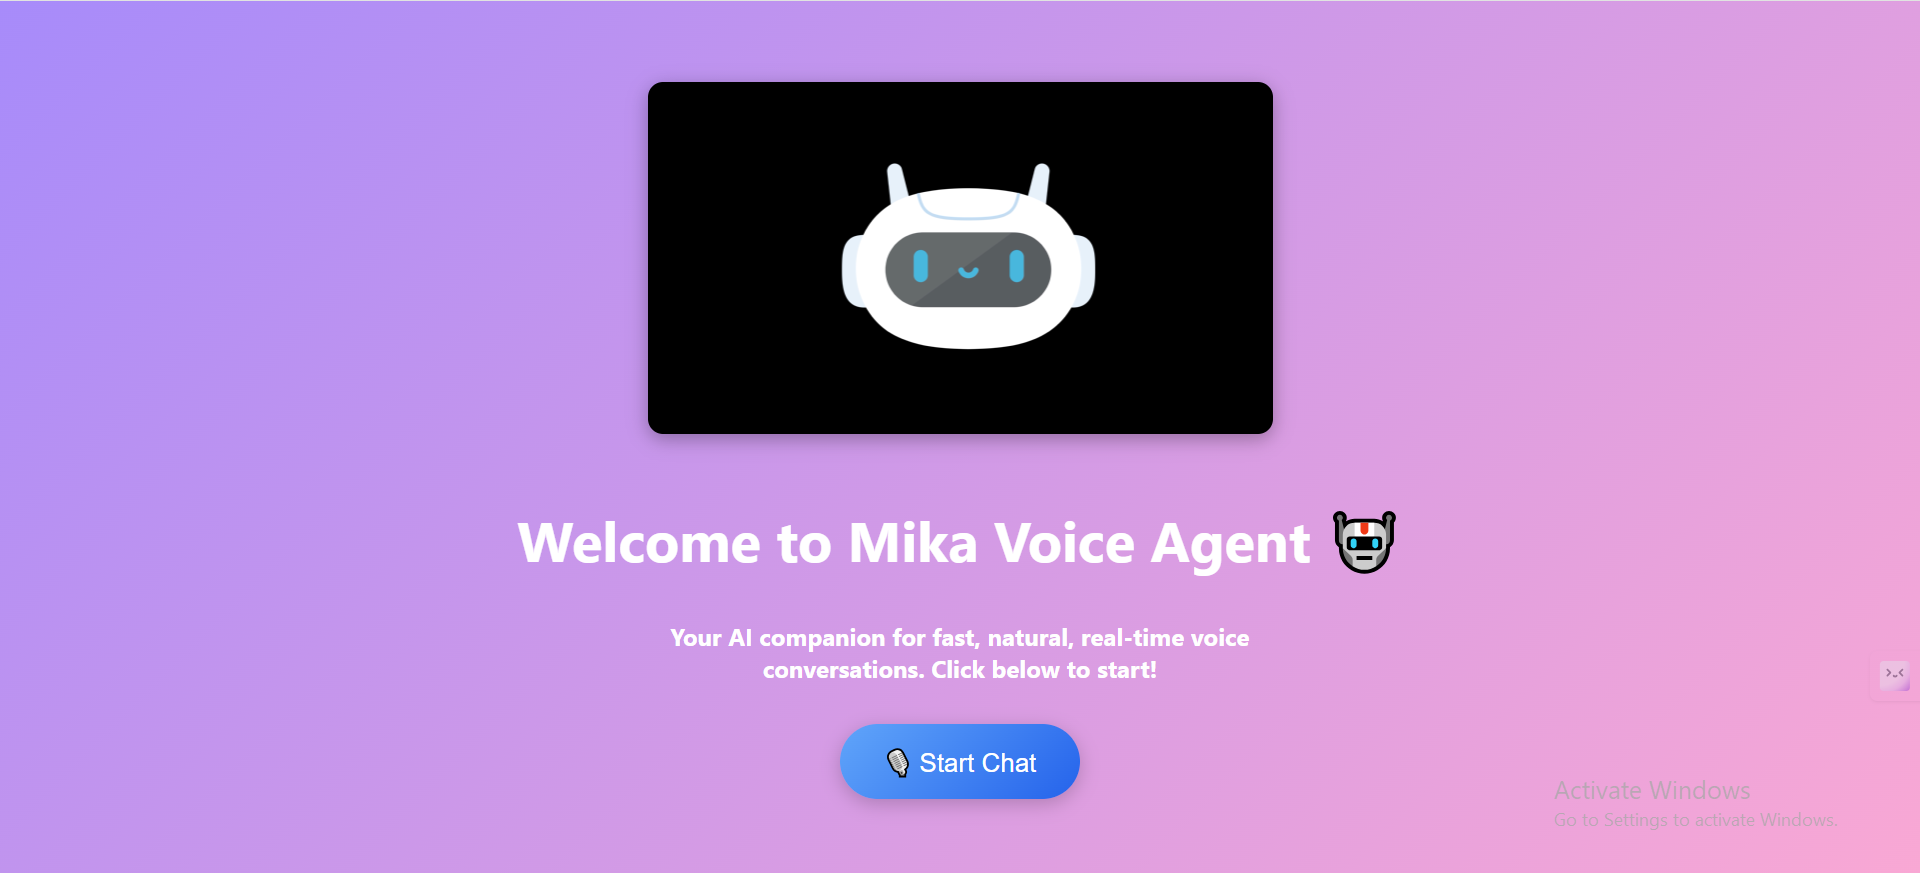 Welcome to Mika Voice Agent
Your AI companion for fast, natural, real-time voice
conversations. Click below to start!
Start Chat
Activate Windows
Go to Settings to activate Windows.